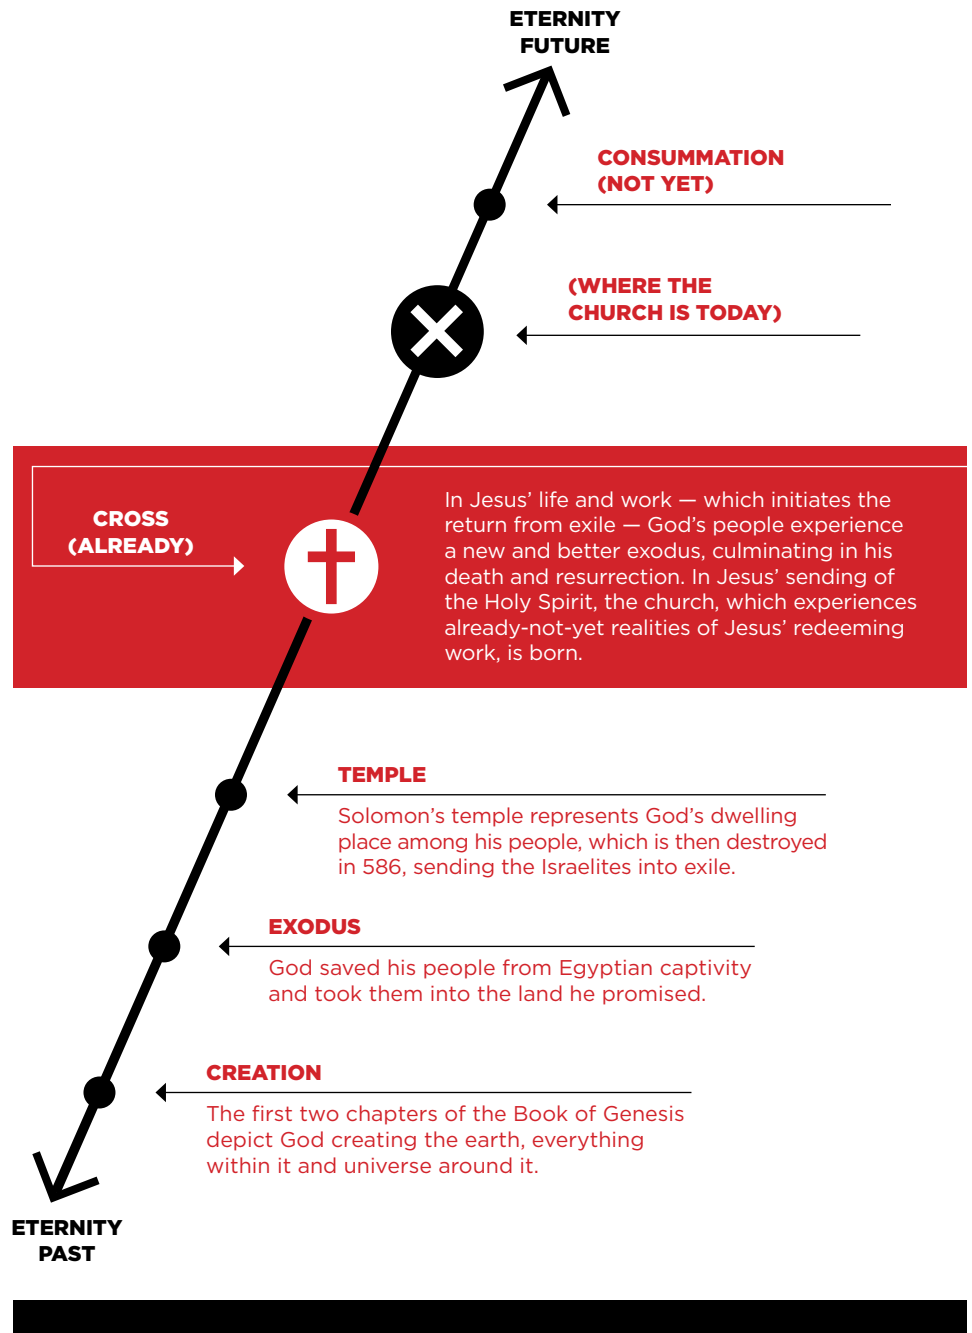 ETERNITY
FUTURE
CONSUMMATION
(NOT YET)
(WHERE THE
CHURCH IS TODAY)
CROSS
(ALREADY)
In Jesus’ life and work — which initiates the
return from exile — God’s people experience
a new and better exodus, culminating in his
death and resurrection. In Jesus’ sending of
the Holy Spirit, the church, which experiences
already-not-yet realities of Jesus’ redeeming
work, is born.
TEMPLE
Solomon’s temple represents God’s dwelling
place among his people, which is then destroyed
in 586, sending the Israelites into exile.
EXODUS
God saved his people from Egyptian captivity
and took them into the land he promised.
CREATION
The first two chapters of the Book of Genesis
depict God creating the earth, everything
within it and universe around it.
ETERNITY
PAST